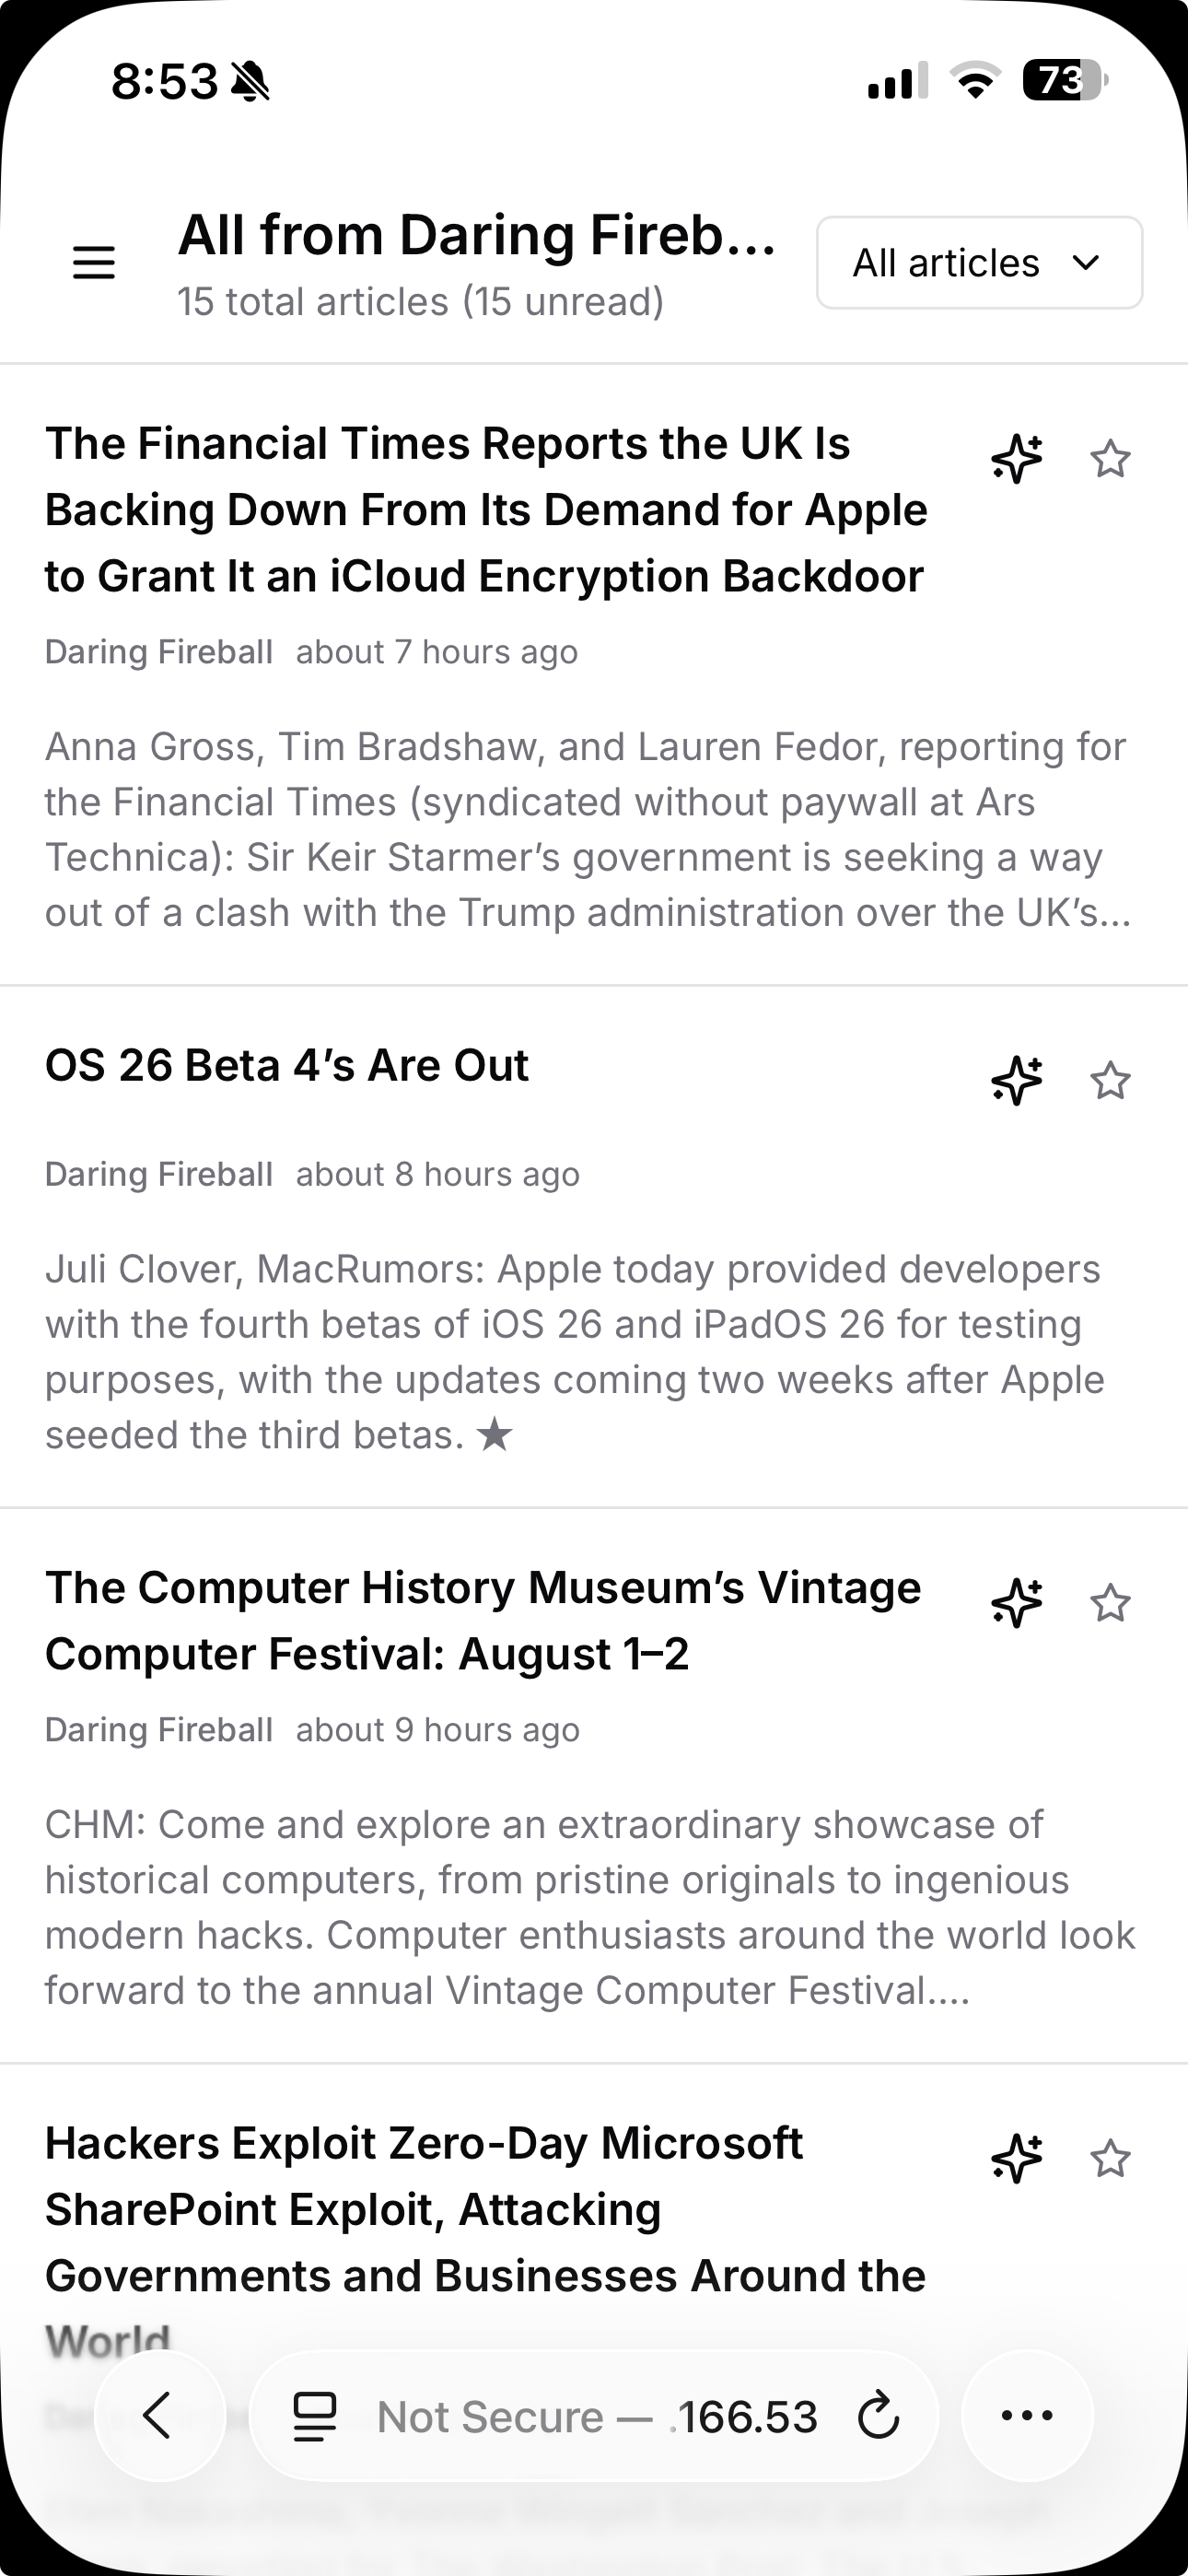 8:53
73
All from Daring Fireb...
15 total articles (15 unread)
All articles
The Financial Times Reports the UK Is
Backing Down From Its Demand for Apple
to Grant It an iCloud Encryption Backdoor
Daring Fireball about 7 hours ago
Anna Gross, Tim Bradshaw, and Lauren Fedor, reporting for
the Financial Times (syndicated without paywall at Ars
Technica): Sir Keir Starmer’s government is seeking a way
out of a clash with the Trump administration over the UK’s...
OS 26 Beta 4’s Are Out
Daring Fireball about 8 hours ago
Juli Clover, MacRumors: Apple today provided developers
with the fourth betas of iOS 26 and iPadOS 26 for testing
purposes, with the updates coming two weeks after Apple
seeded the third betas. ★
The Computer History Museum’s Vintage
Computer Festival: August 1–2
Daring Fireball about 9 hours ago
CHM: Come and explore an extraordinary showcase of
historical computers, from pristine originals to ingenious
modern hacks. Computer enthusiasts around the world look
forward to the annual Vintage Computer Festival....
Hackers Exploit Zero-Day Microsoft
SharePoint Exploit, Attacking
Governments and Businesses Around the
World
Not Secure — .166.53